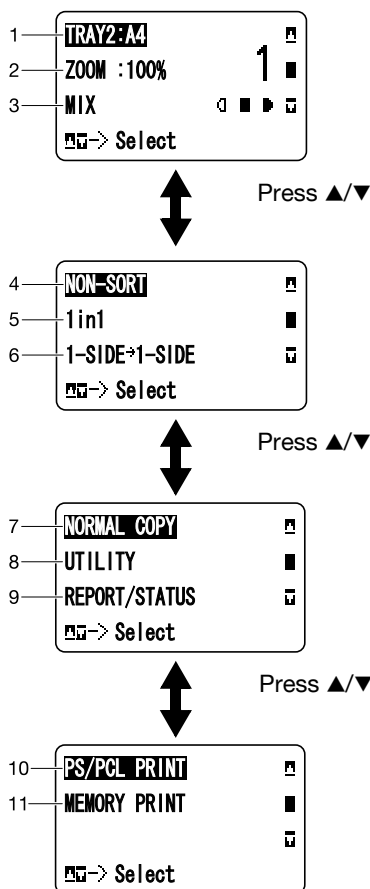 1 TRAY2:A4
2 ZOOM :100% 1
3 MIX
-> Select
Press ▲/▼
4 NON-SORT
5 1in1
6 1-SIDE→1-SIDE
-> Select
Press ▲/▼
7 NORMAL COPY
8 UTILITY
9 REPORT/STATUS
-> Select
Press ▲/▼
10 PS/PCL PRINT
11 MEMORY PRINT
-> Select